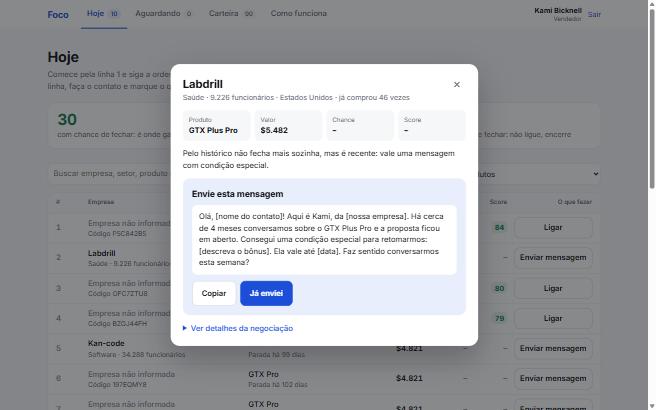 Foco
Hoje 10
Aguardando 0
Carteira 90
Como funciona
Kami Bicknell
Vendedor
Sair
Hoje
Comece pela linha 1 e siga a
linha, faça o contato e marque o
30
com chance de fechar: é onde
e fechar: não ligue, encerre
Buscar empresa, setor, produto
# Empresa Score O que fazer
1 Empresa não informada 84 Ligar
Código
2 Labdrill – Enviar mensagem
Saúde · 9.226 funcionários
3 Empresa não informada 80 Ligar
Código OFC7ZTU8
4 Empresa não informada 79 Ligar
Código BZGJ44FH
5 Kan-code $4.821 – – Enviar mensagem
Software · 34.288 funcionários Parada há 99 dias
6 Empresa não informada GTX Pro $4.821 – – Enviar mensagem
Código 197EQMY8 Parada há 102 dias
7 Empresa não informada GTX Pro $4.821 – – Enviar mensagem
Labdrill
×
Saúde · 9.226 funcionários · Estados Unidos · já comprou 46 vezes
Produto Valor Chance Score
GTX Plus Pro $5.482 – –
Pelo histórico não fecha mais sozinha, mas é recente: vale uma mensagem
com condição especial.
Envie esta mensagem
Olá, [nome do contato]! Aqui é Kami, da [nossa empresa]. Há cerca
de 4 meses conversamos sobre o GTX Plus Pro e a proposta ficou
em aberto. Consegui uma condição especial para retomarmos:
[descreva o bônus]. Ela vale até [data]. Faz sentido conversarmos
esta semana?
Copiar
Já enviei
Ver detalhes da negociação